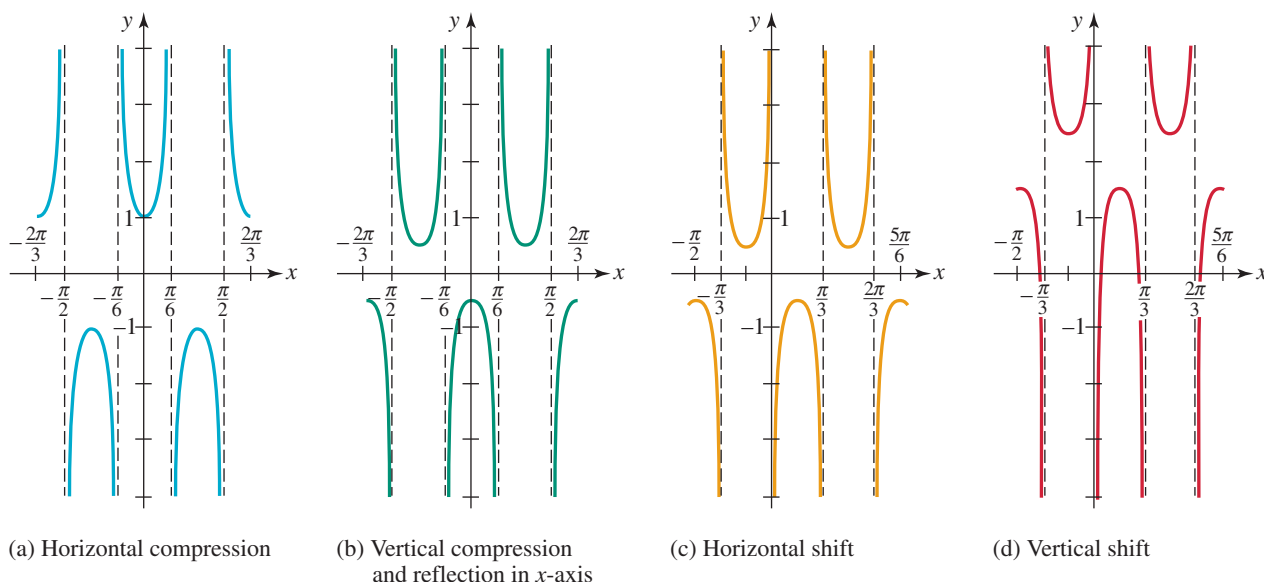 y
1
−2π/3
2π/3
x
−π/2
−π/6
π/6
π/2
−1
(a) Horizontal compression
y
1
−2π/3
2π/3
x
−π/2
−π/6
π/6
π/2
−1
(b) Vertical compression
and reflection in x-axis
y
1
−π/2
5π/6
x
−π/3
π/3
2π/3
−1
(c) Horizontal shift
y
1
−π/2
5π/6
x
−π/3
π/3
2π/3
−1
(d) Vertical shift